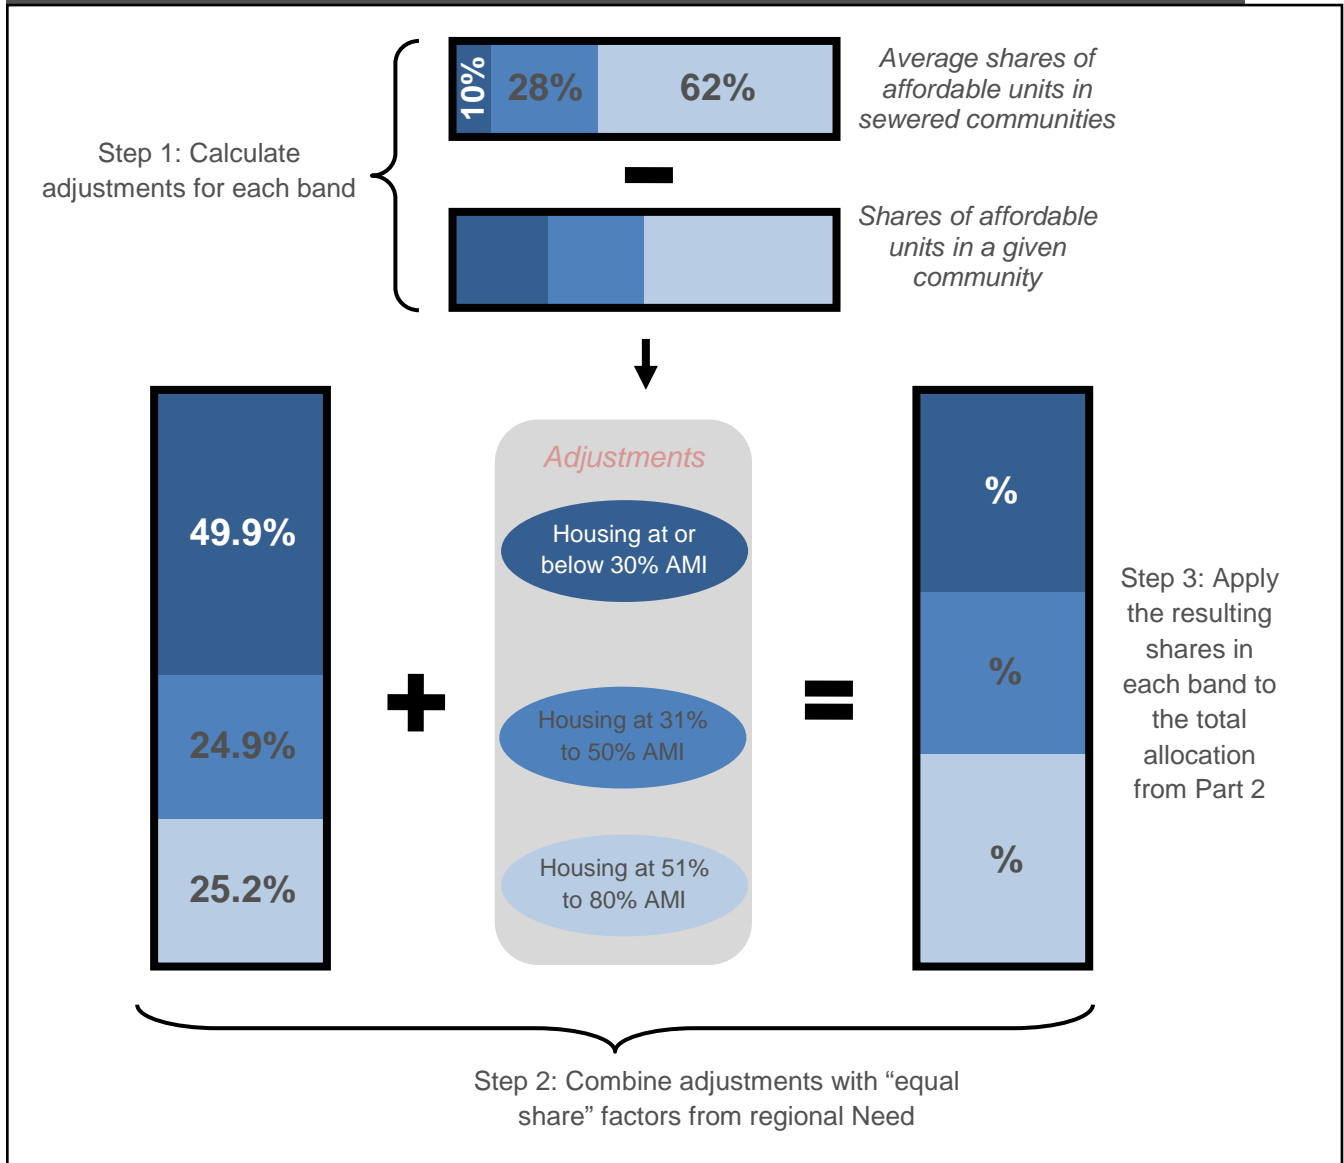 10%
28%
62%
Average shares of
affordable units in
sewered communities
Step 1: Calculate
adjustments for each band
Shares of affordable
units in a given
community
49.9%
24.9%
25.2%
Adjustments
Housing at or
below 30% AMI
Housing at 31%
to 50% AMI
Housing at 51%
to 80% AMI
%
%
%
Step 3: Apply
the resulting
shares in
each band to
the total
allocation
from Part 2
Step 2: Combine adjustments with “equal
share” factors from regional Need